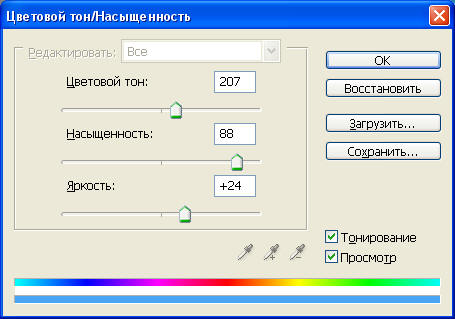 Цветовой тон/Насыщенность
Редактировать: Все
Цветовой тон: 207
Насыщенность: 88
Яркость: +24
OK
Восстановить
Загрузить...
Сохранить...
Тонирование
Просмотр